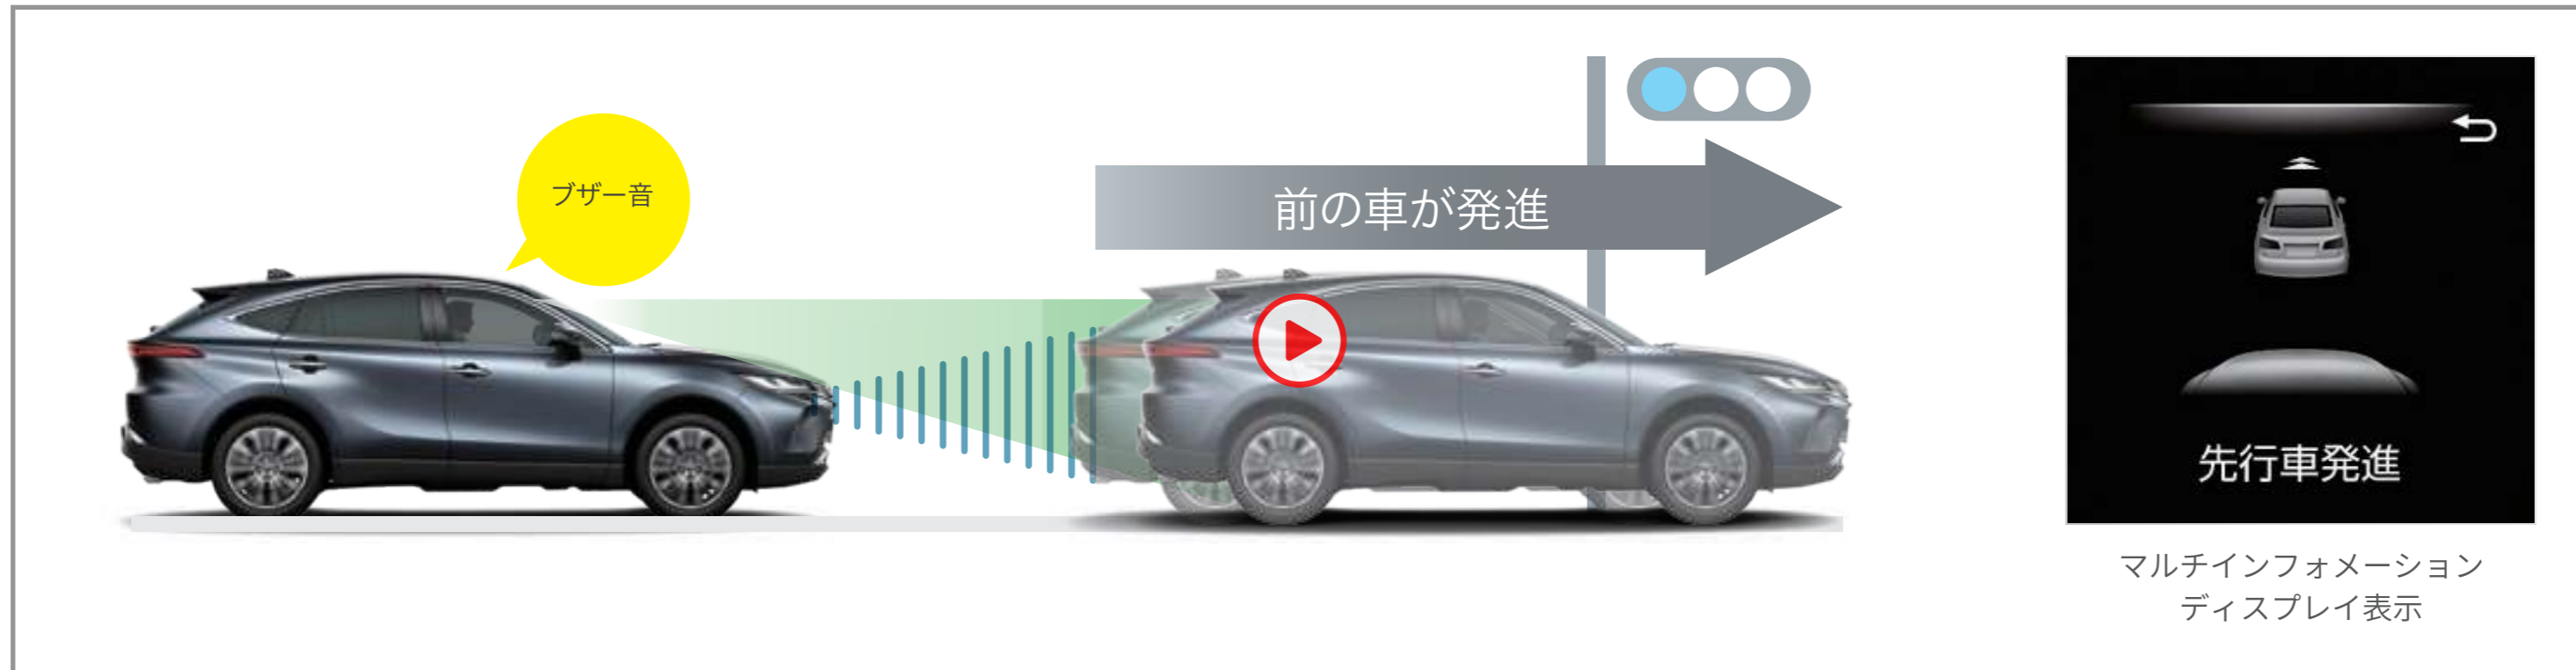 ブザー音
前の車が発進
先行車発進
マルチインフォメーション
ディスプレイ表示